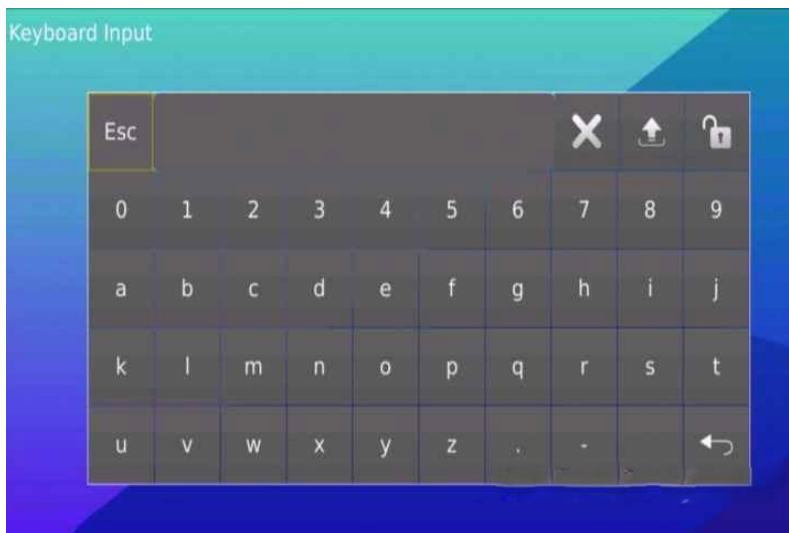 Keyboard Input
Esc
0 1 2 3 4 5 6 7 8 9
a b c d e f g h i j
k l m n o p q r s t
u v w x y z . -